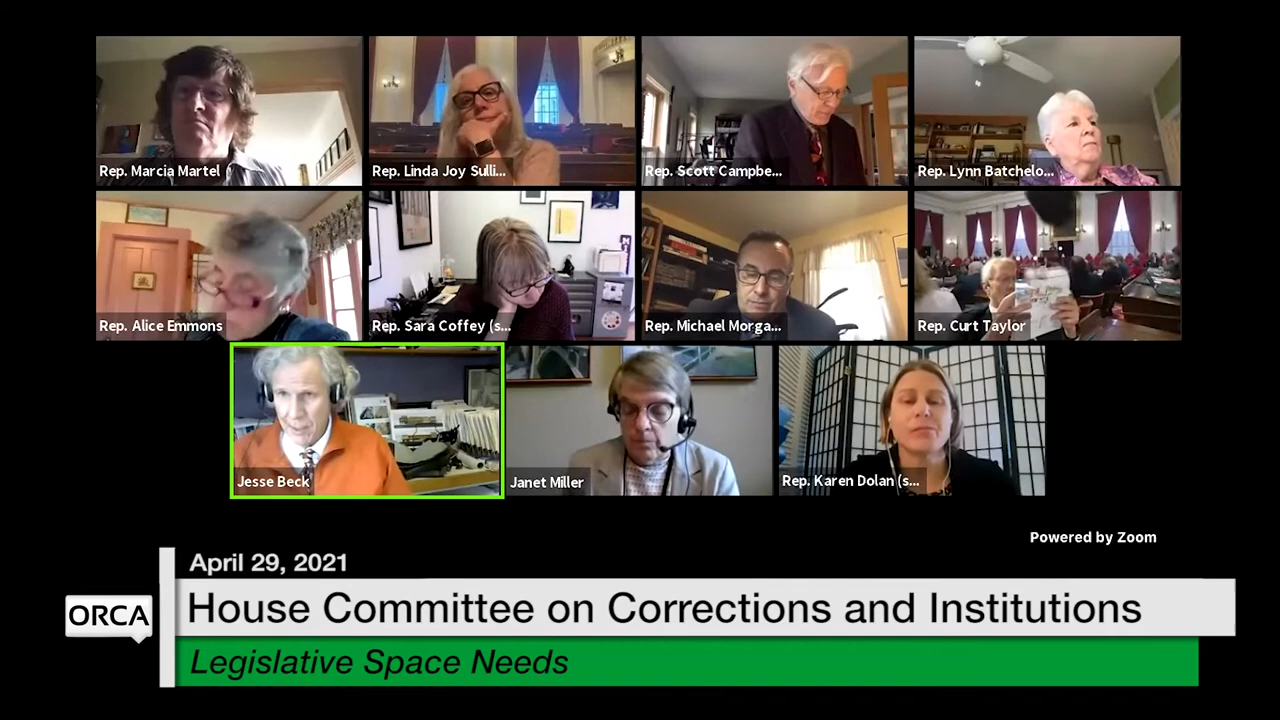 Rep. Marcia Martel
Rep. Linda Joy Sulli...
Rep. Scott Campbe...
Rep. Lynn Batchelo...
Rep. Alice Emmons
Rep. Sara Coffey (s...
Rep. Michael Morga...
Rep. Curt Taylor
Jesse Beck
Janet Miller
Rep. Karen Dolan (s...
Powered by Zoom
April 29, 2021
ORCA
House Committee on Corrections and Institutions
Legislative Space Needs